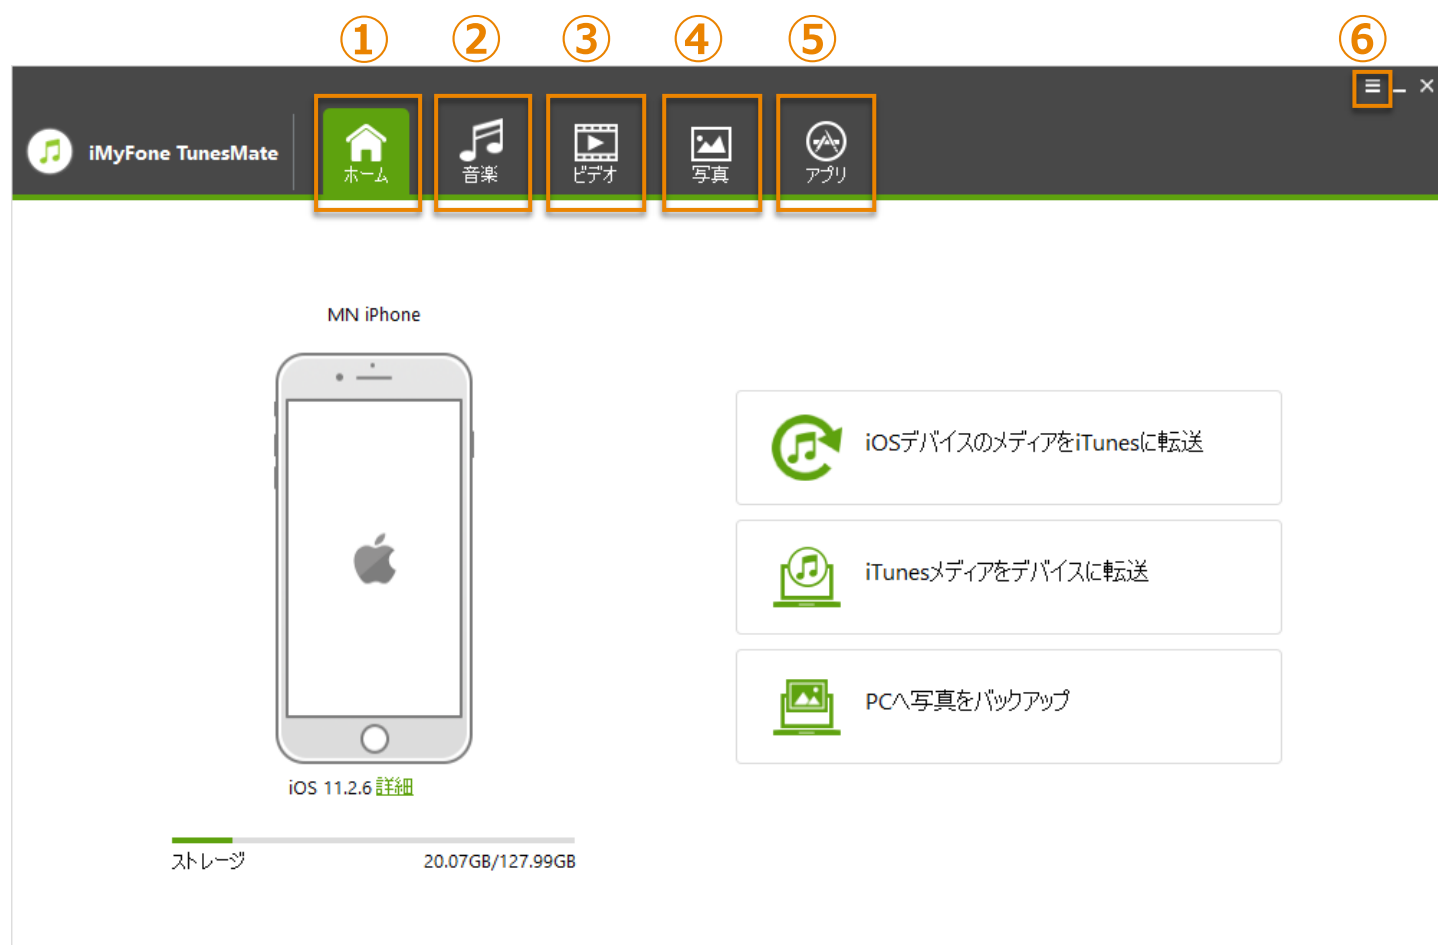 ① ② ③ ④ ⑤ ⑥
iMyFone TunesMate
ホーム
音楽
ビデオ
写真
アプリ
MN iPhone
iOS 11.2.6 詳細
ストレージ 20.07GB/127.99GB
iOSデバイスのメディアをiTunesに転送
iTunesメディアをデバイスに転送
PCへ写真をバックアップ